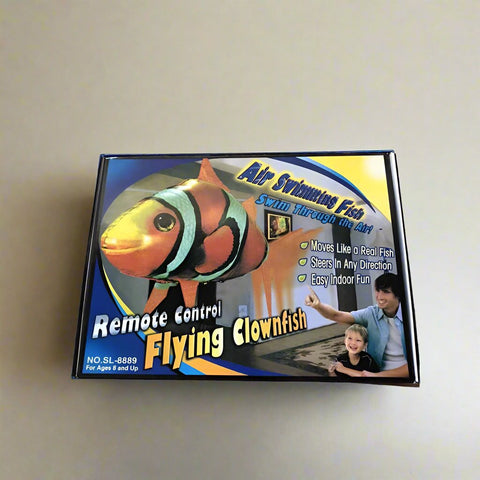 Air Swimming Fish
Swim Through the Air!
Moves Like a Real Fish
Steers In Any Direction
Easy Indoor Fun
Remote Control
Flying Clownfish
NO.SL-8889
For Ages 8 and Up